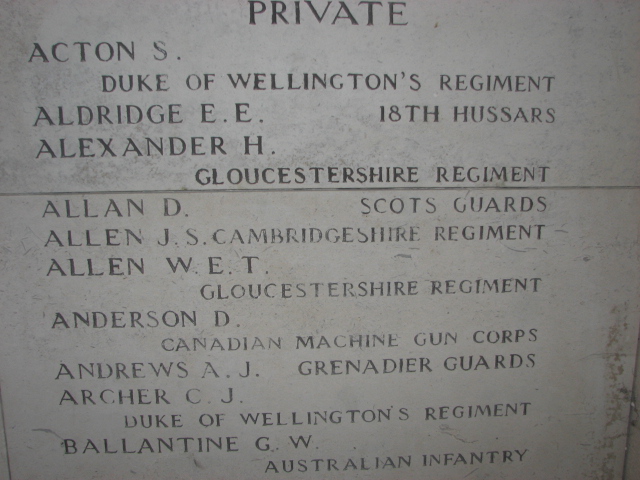 PRIVATE
ACTON S.
DUKE OF WELLINGTON'S REGIMENT
ALDRIDGE E.E. 18TH HUSSARS
ALEXANDER H.
GLOUCESTERSHIRE REGIMENT
ALLAN D. SCOTS GUARDS
ALLEN J.S. CAMBRIDGESHIRE REGIMENT
ALLEN W.E.T.
GLOUCESTERSHIRE REGIMENT
ANDERSON D.
CANADIAN MACHINE GUN CORPS
ANDREWS A.J. GRENADIER GUARDS
ARCHER C.J.
DUKE OF WELLINGTON'S REGIMENT
BALLANTINE G.W.
AUSTRALIAN INFANTRY